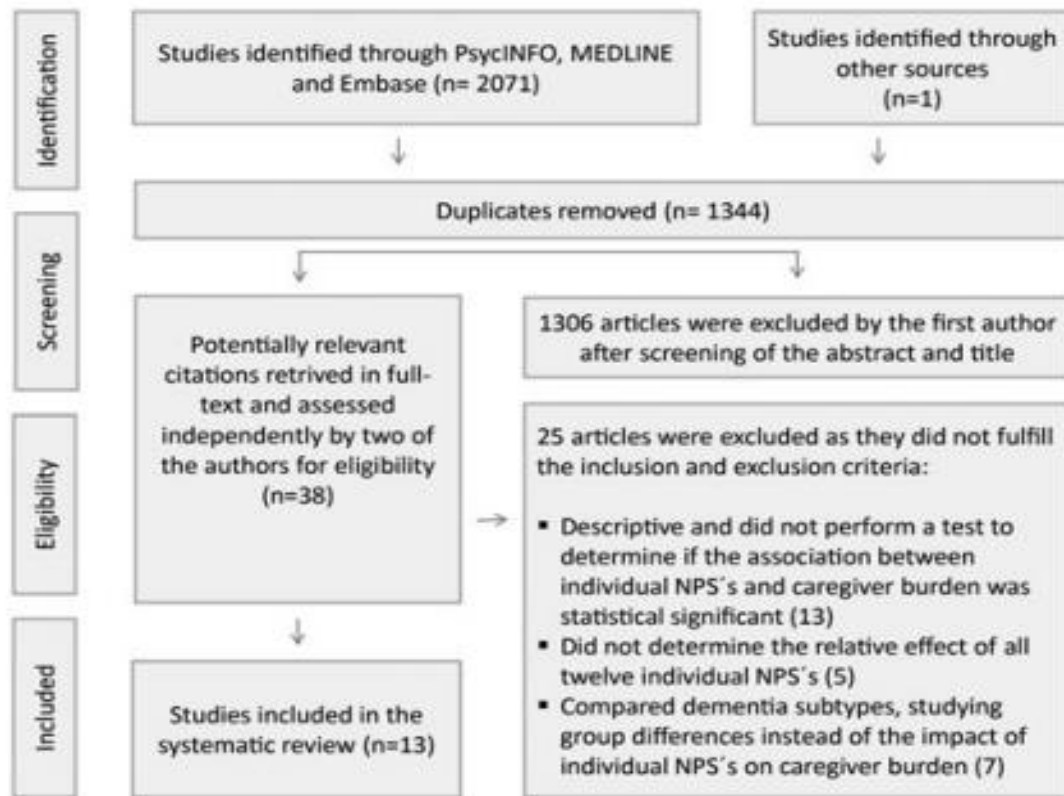 Identification
Studies identified through PsycINFO, MEDLINE
and Embase (n= 2071)
Studies identified through
other sources
(n=1)
Duplicates removed (n= 1344)
Screening
Potentially relevant
citations retrived in full-
text and assessed
independently by two of
the authors for eligibility
(n=38)
1306 articles were excluded by the first author
after screening of the abstract and title
Eligibility
25 articles were excluded as they did not fulfill
the inclusion and exclusion criteria:
▪ Descriptive and did not perform a test to
determine if the association between
individual NPS´s and caregiver burden was
statistical significant (13)
▪ Did not determine the relative effect of all
twelve individual NPS´s (5)
▪ Compared dementia subtypes, studying
group differences instead of the impact of
individual NPS´s on caregiver burden (7)
Included
Studies included in the
systematic review (n=13)